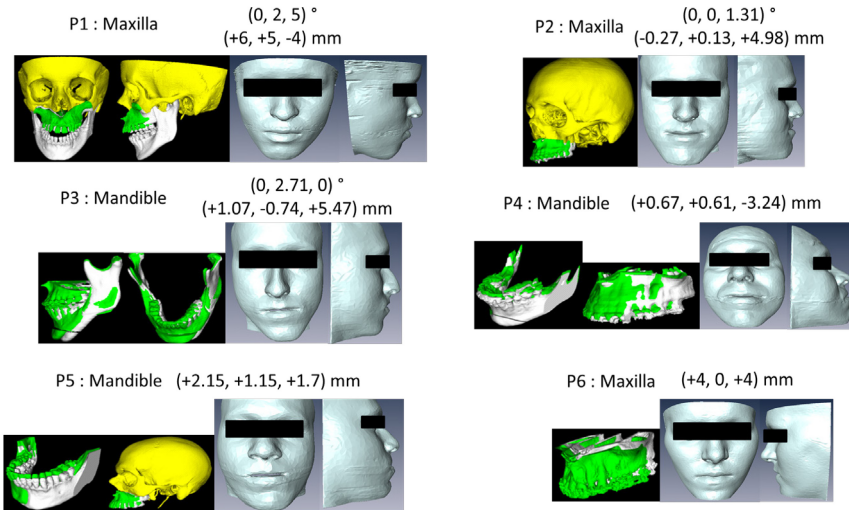 P1 : Maxilla
(0, 2, 5) °
(+6, +5, -4) mm
P2 : Maxilla
(0, 0, 1.31) °
(-0.27, +0.13, +4.98) mm
P3 : Mandible
(0, 2.71, 0) °
(+1.07, -0.74, +5.47) mm
P4 : Mandible (+0.67, +0.61, -3.24) mm
P5 : Mandible (+2.15, +1.15, +1.7) mm
P6 : Maxilla (+4, 0, +4) mm